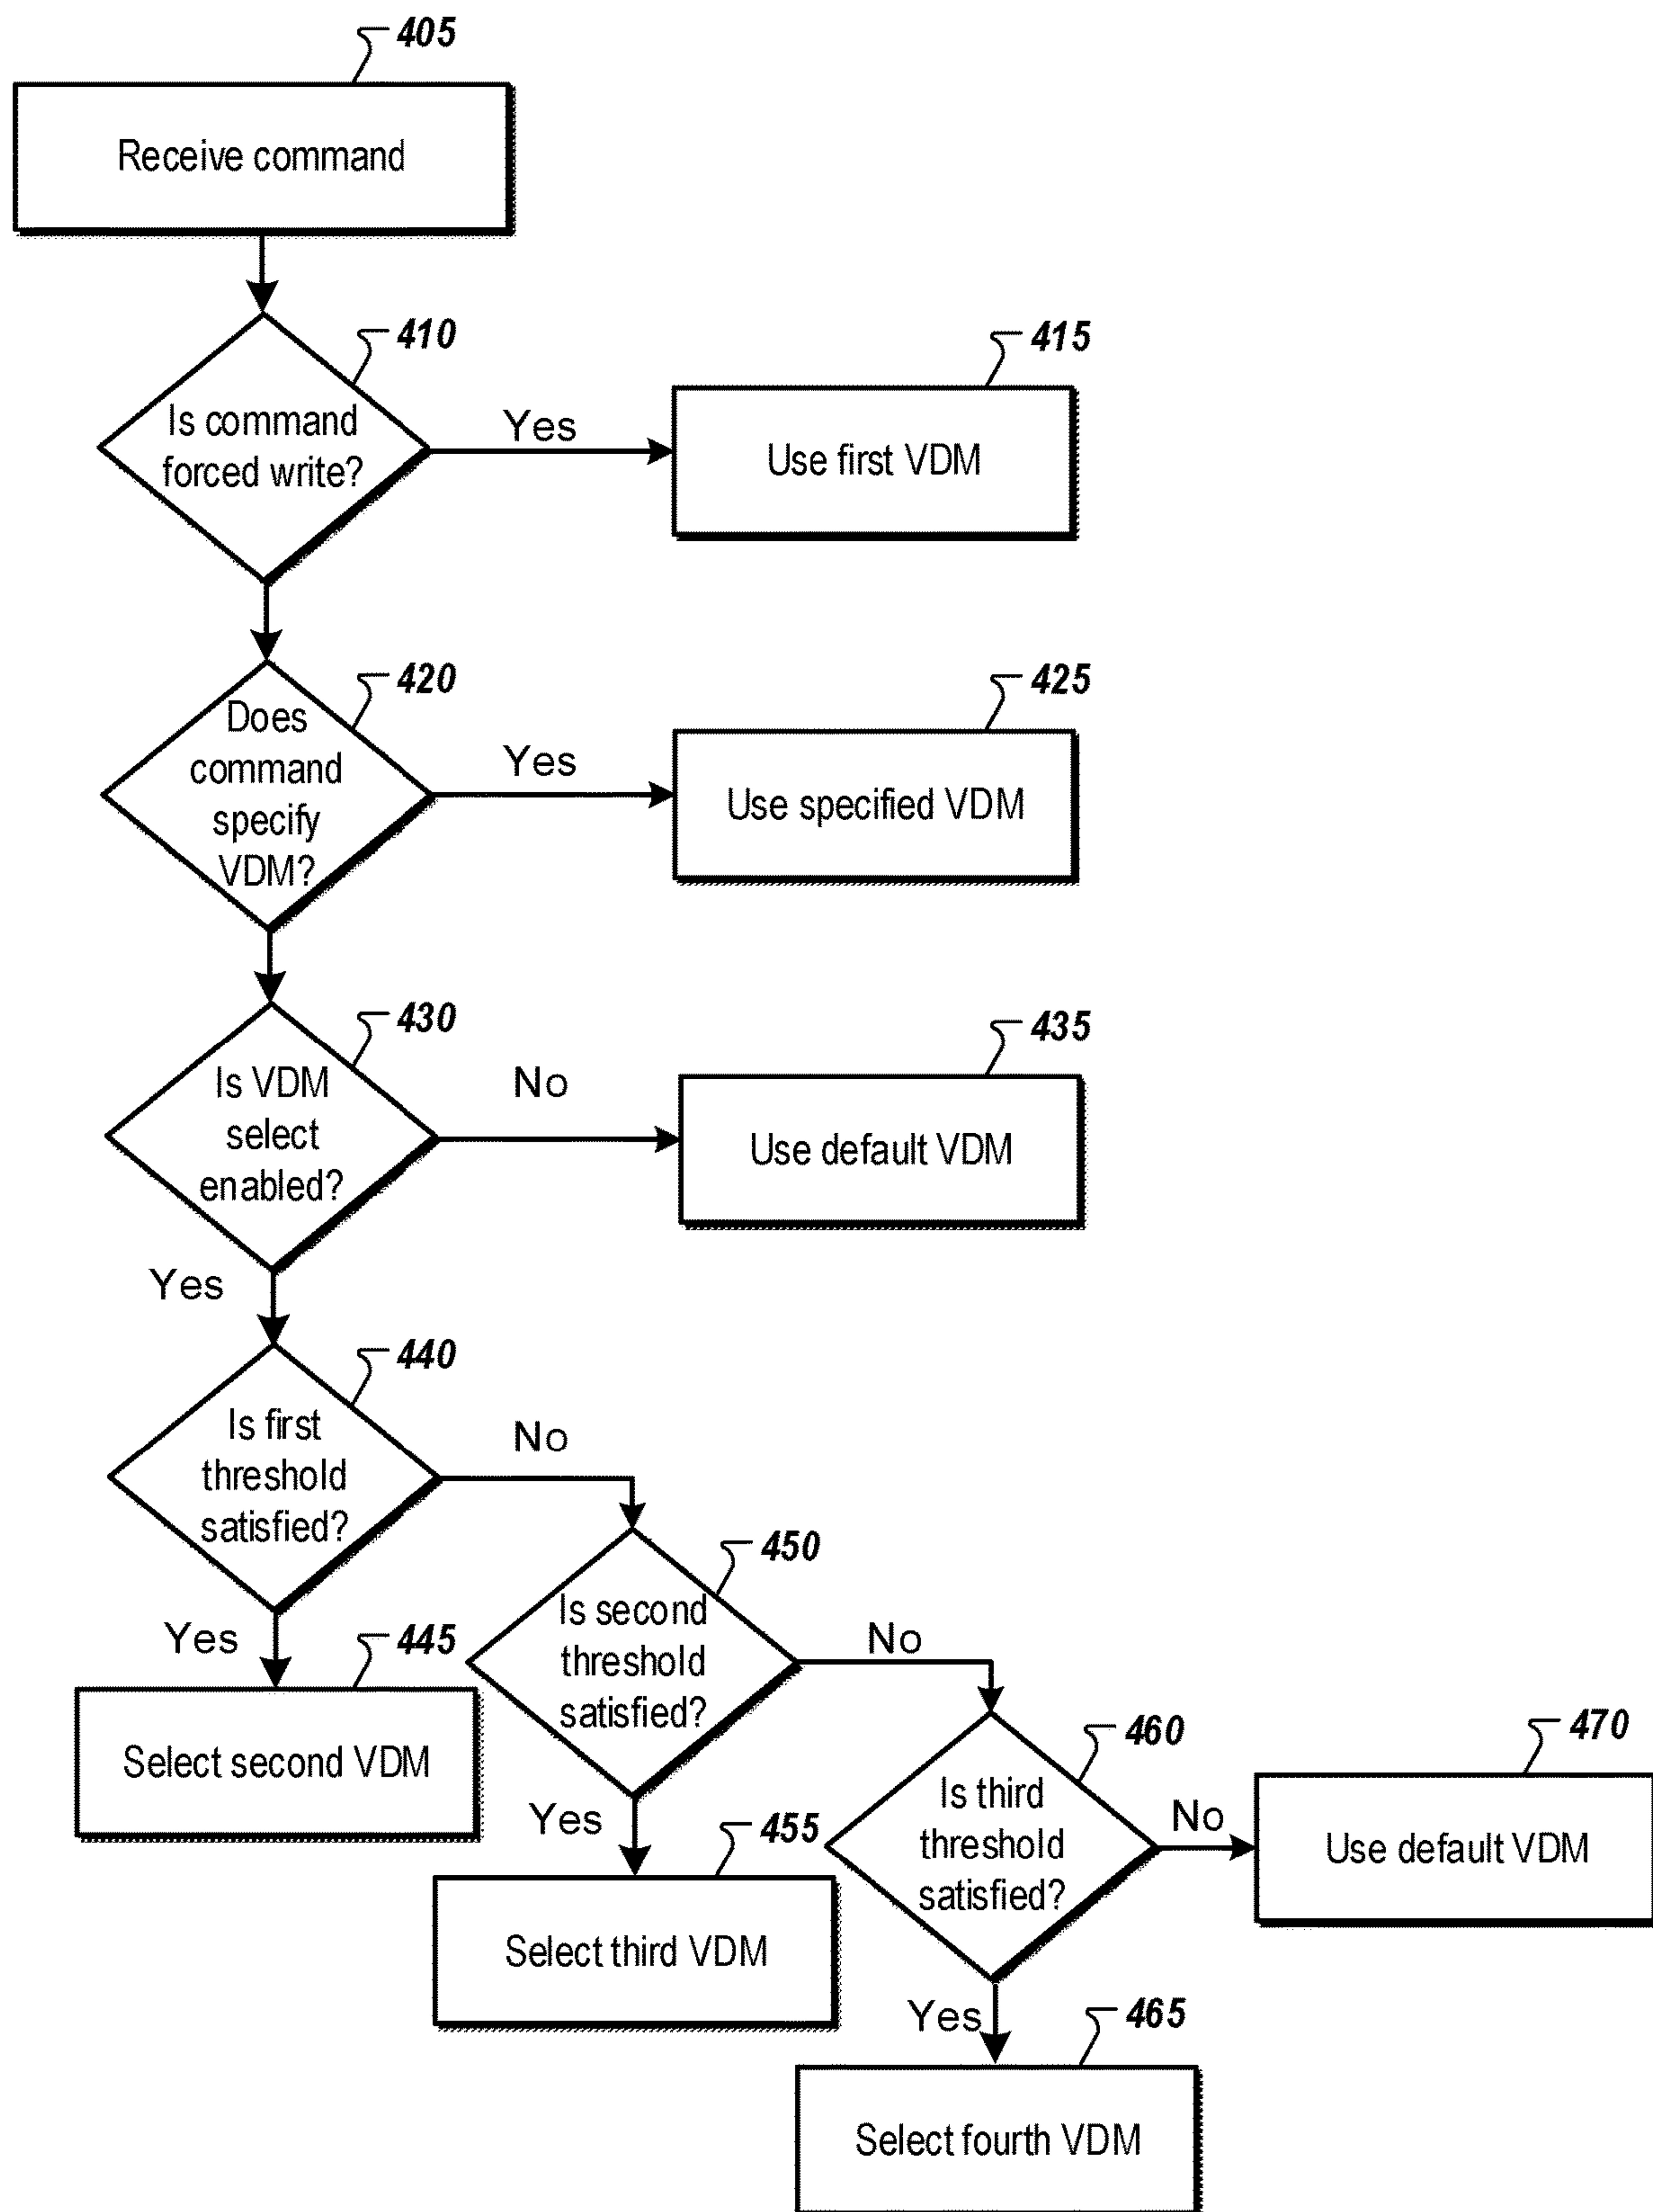 405
Receive command
410
Is command
forced write?
Yes
415
Use first VDM
420
Does
command
specify
VDM?
Yes
425
Use specified VDM
430
Is VDM
select
enabled?
No
435
Use default VDM
Yes
440
Is first
threshold
satisfied?
No
Yes
445
Select second VDM
450
Is second
threshold
satisfied?
No
Yes
455
Select third VDM
460
Is third
threshold
satisfied?
No
470
Use default VDM
Yes
465
Select fourth VDM